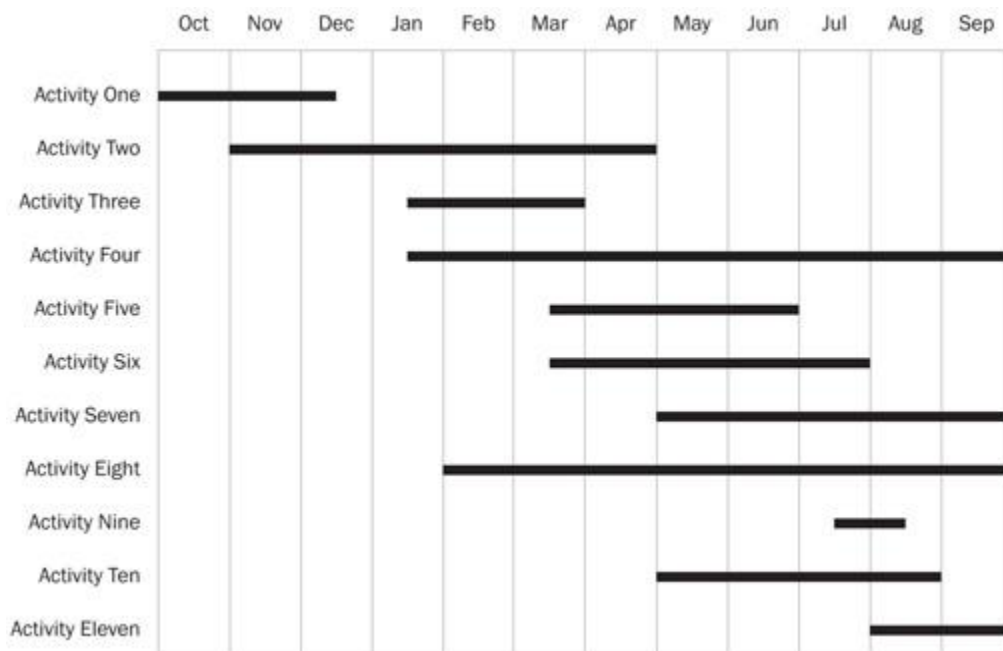 Oct Nov Dec Jan Feb Mar Apr May Jun Jul Aug Sep
Activity One
Activity Two
Activity Three
Activity Four
Activity Five
Activity Six
Activity Seven
Activity Eight
Activity Nine
Activity Ten
Activity Eleven